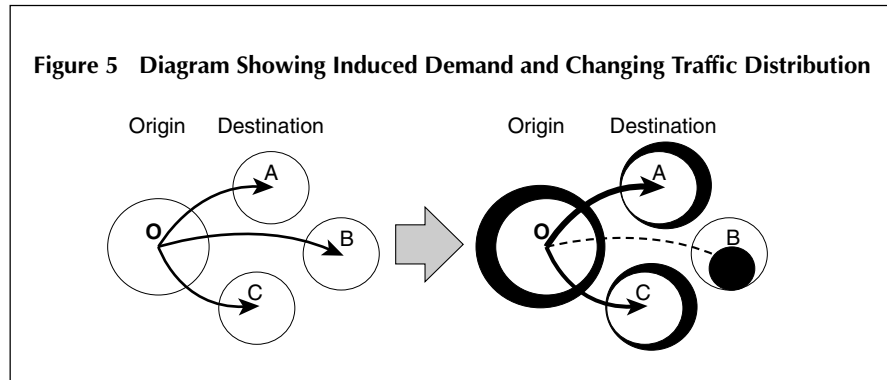 Figure 5 Diagram Showing Induced Demand and Changing Traffic Distribution
Origin Destination
A
O
B
C
Origin Destination
A
O
B
C